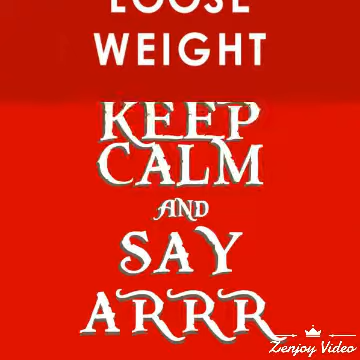 LOOSE
WEIGHT
KEEP
CALM
AND
SAY
ARRR
Zenjoy Video